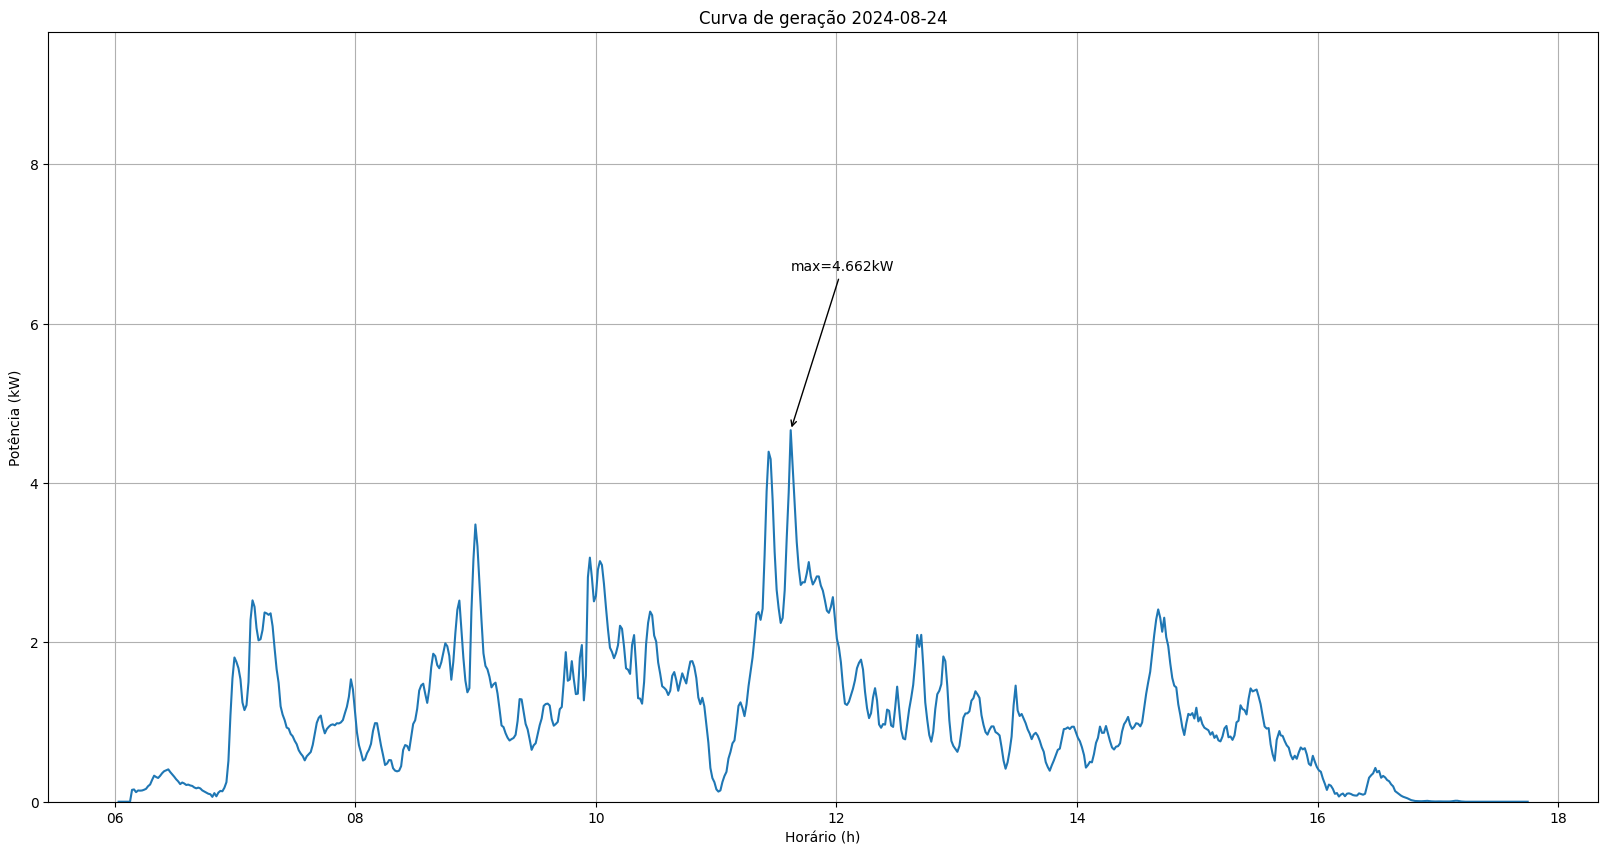 Curva de geração 2024-08-24
max=4.662kW
Potência (kW)
8
6
4
2
0
06 08 10 12 14 16 18
Horário (h)